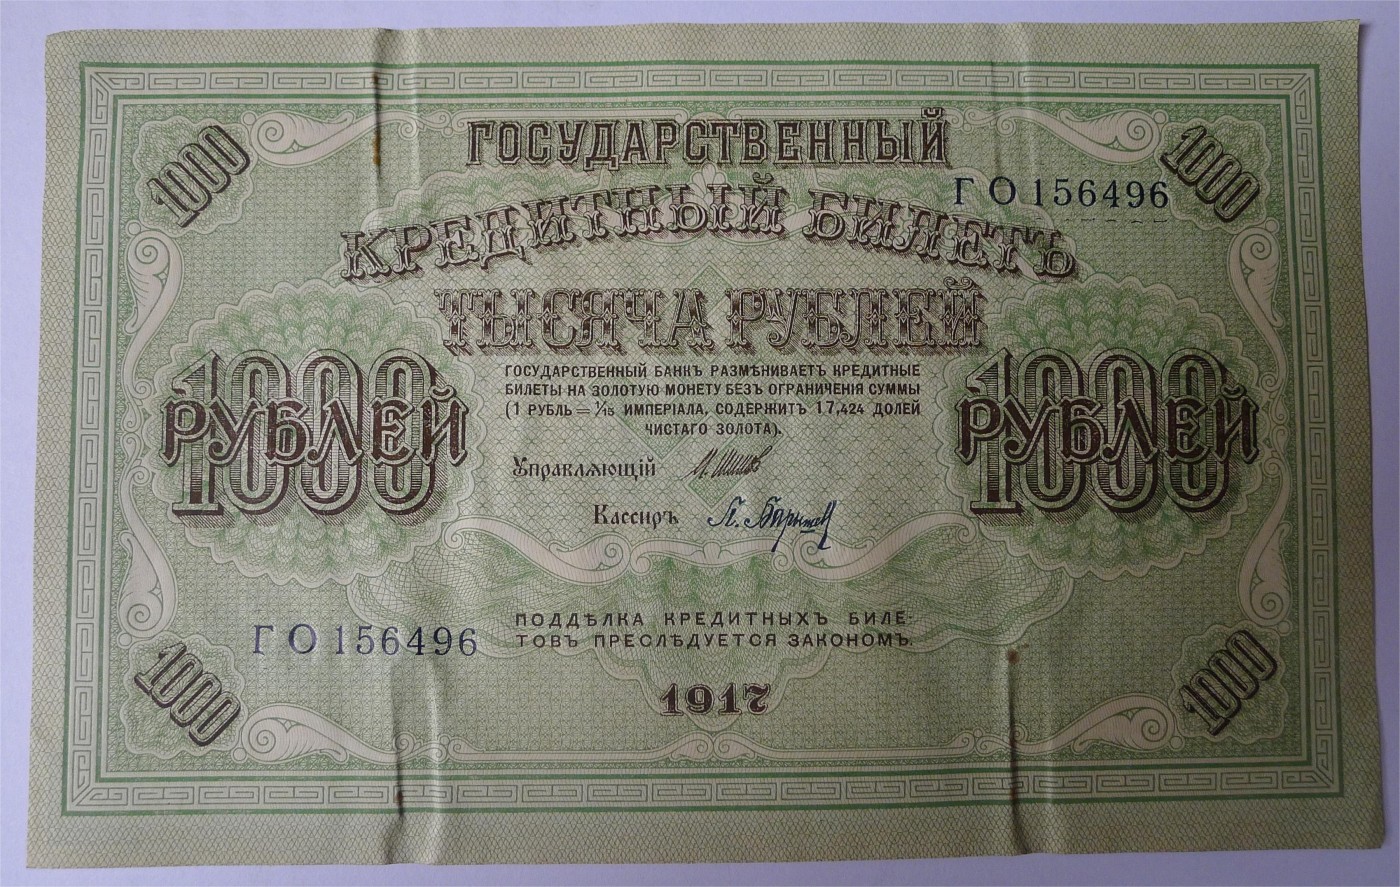 1000
1000
ГОСУДАРСТВЕННЫЙ
ГО 156496
КРЕДИТНЫЙ БИЛЕТЪ
ТЫСЯЧА РУБЛЕЙ
1000
РУБЛЕЙ
1000
РУБЛЕЙ
ГОСУДАРСТВЕННЫЙ БАНКЪ РАЗМѢНИВАЕТЪ КРЕДИТНЫЕ
БИЛЕТЫ НА ЗОЛОТУЮ МОНЕТУ БЕЗЪ ОГРАНИЧЕНІЯ СУММЫ
(1 РУБЛЬ = 1/15 ИМПЕРІАЛА, СОДЕРЖИТЪ 17,424 ДОЛЕЙ
ЧИСТАГО ЗОЛОТА).
Управляющій И. Шипов
Кассиръ
ПОДДѢЛКА КРЕДИТНЫХЪ БИЛЕ-
ТОВЪ ПРЕСЛѢДУЕТСЯ ЗАКОНОМЪ.
ГО 156496
1917
1000
1000